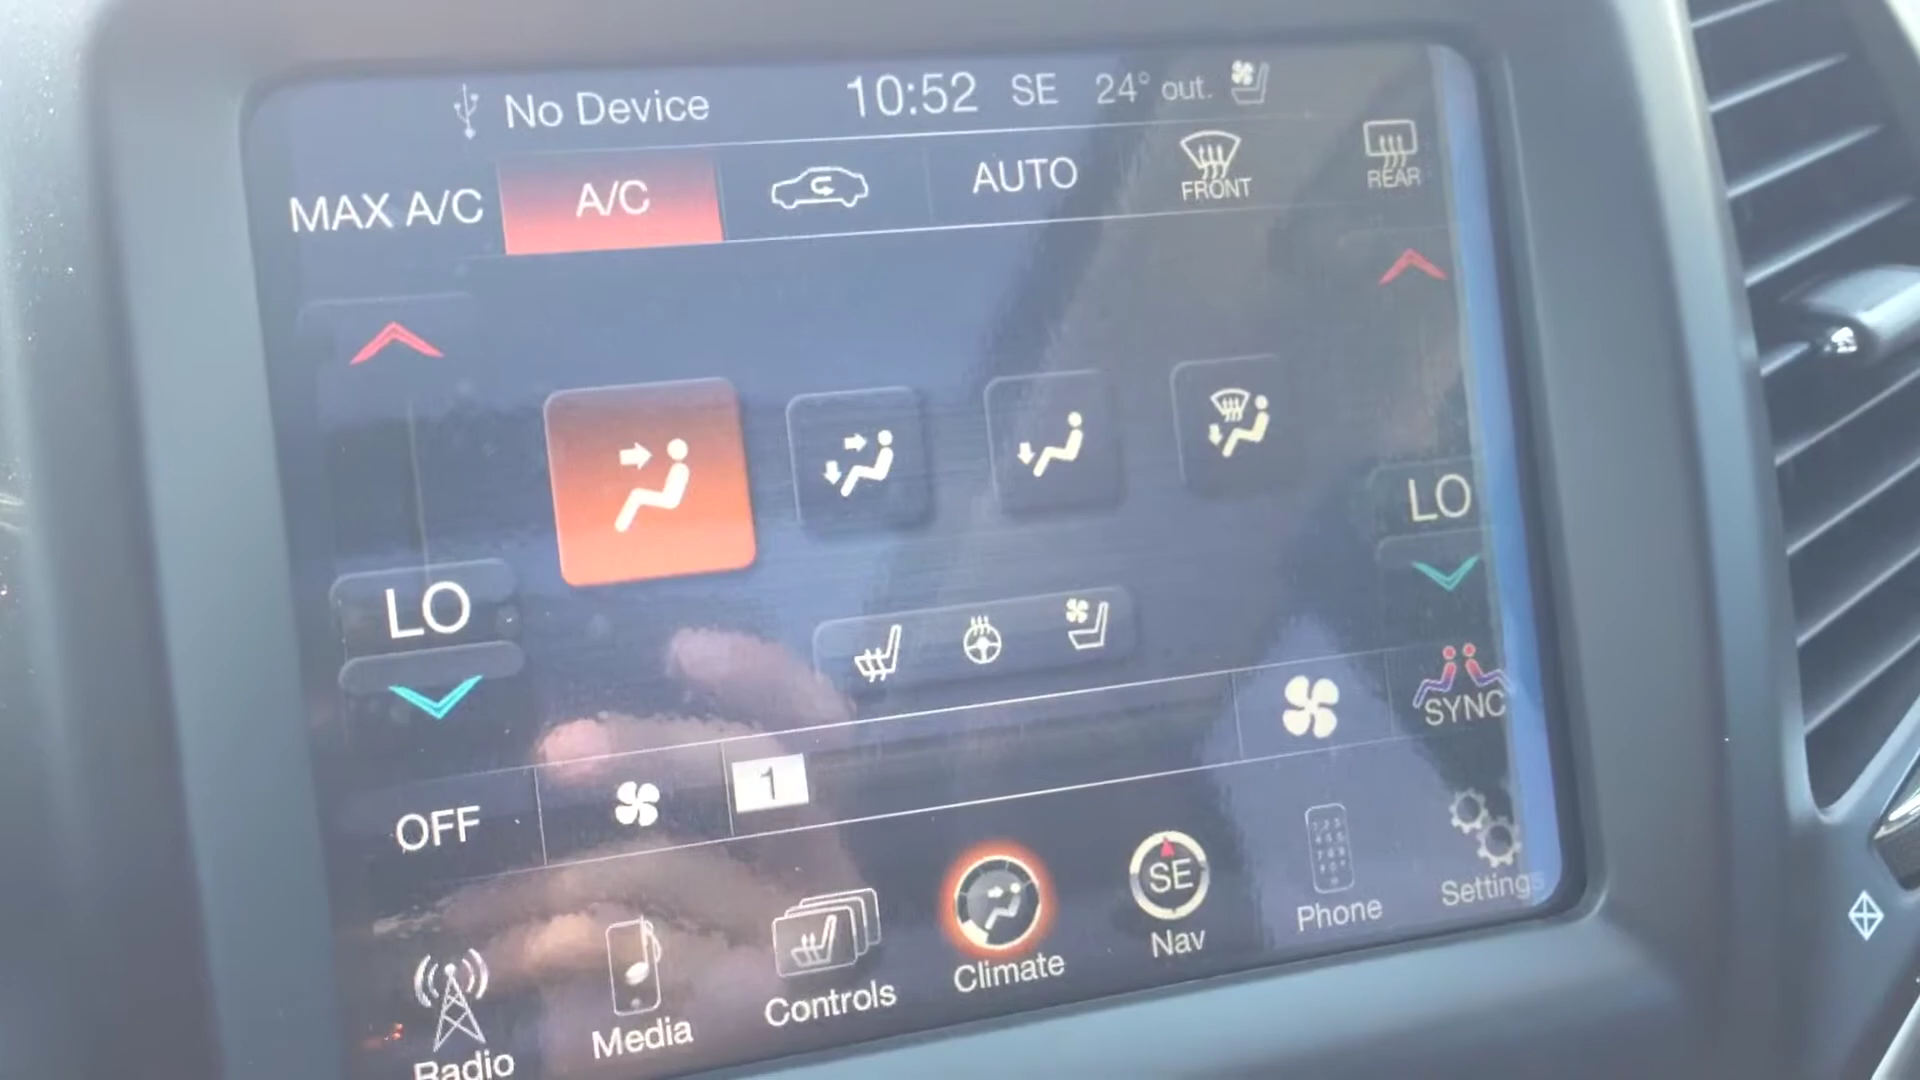 No Device 10:52 SE 24° out.
MAX A/C A/C AUTO FRONT REAR
LO
LO
SYNC
OFF 1
SE
Radio Media Controls Climate Nav Phone Settings